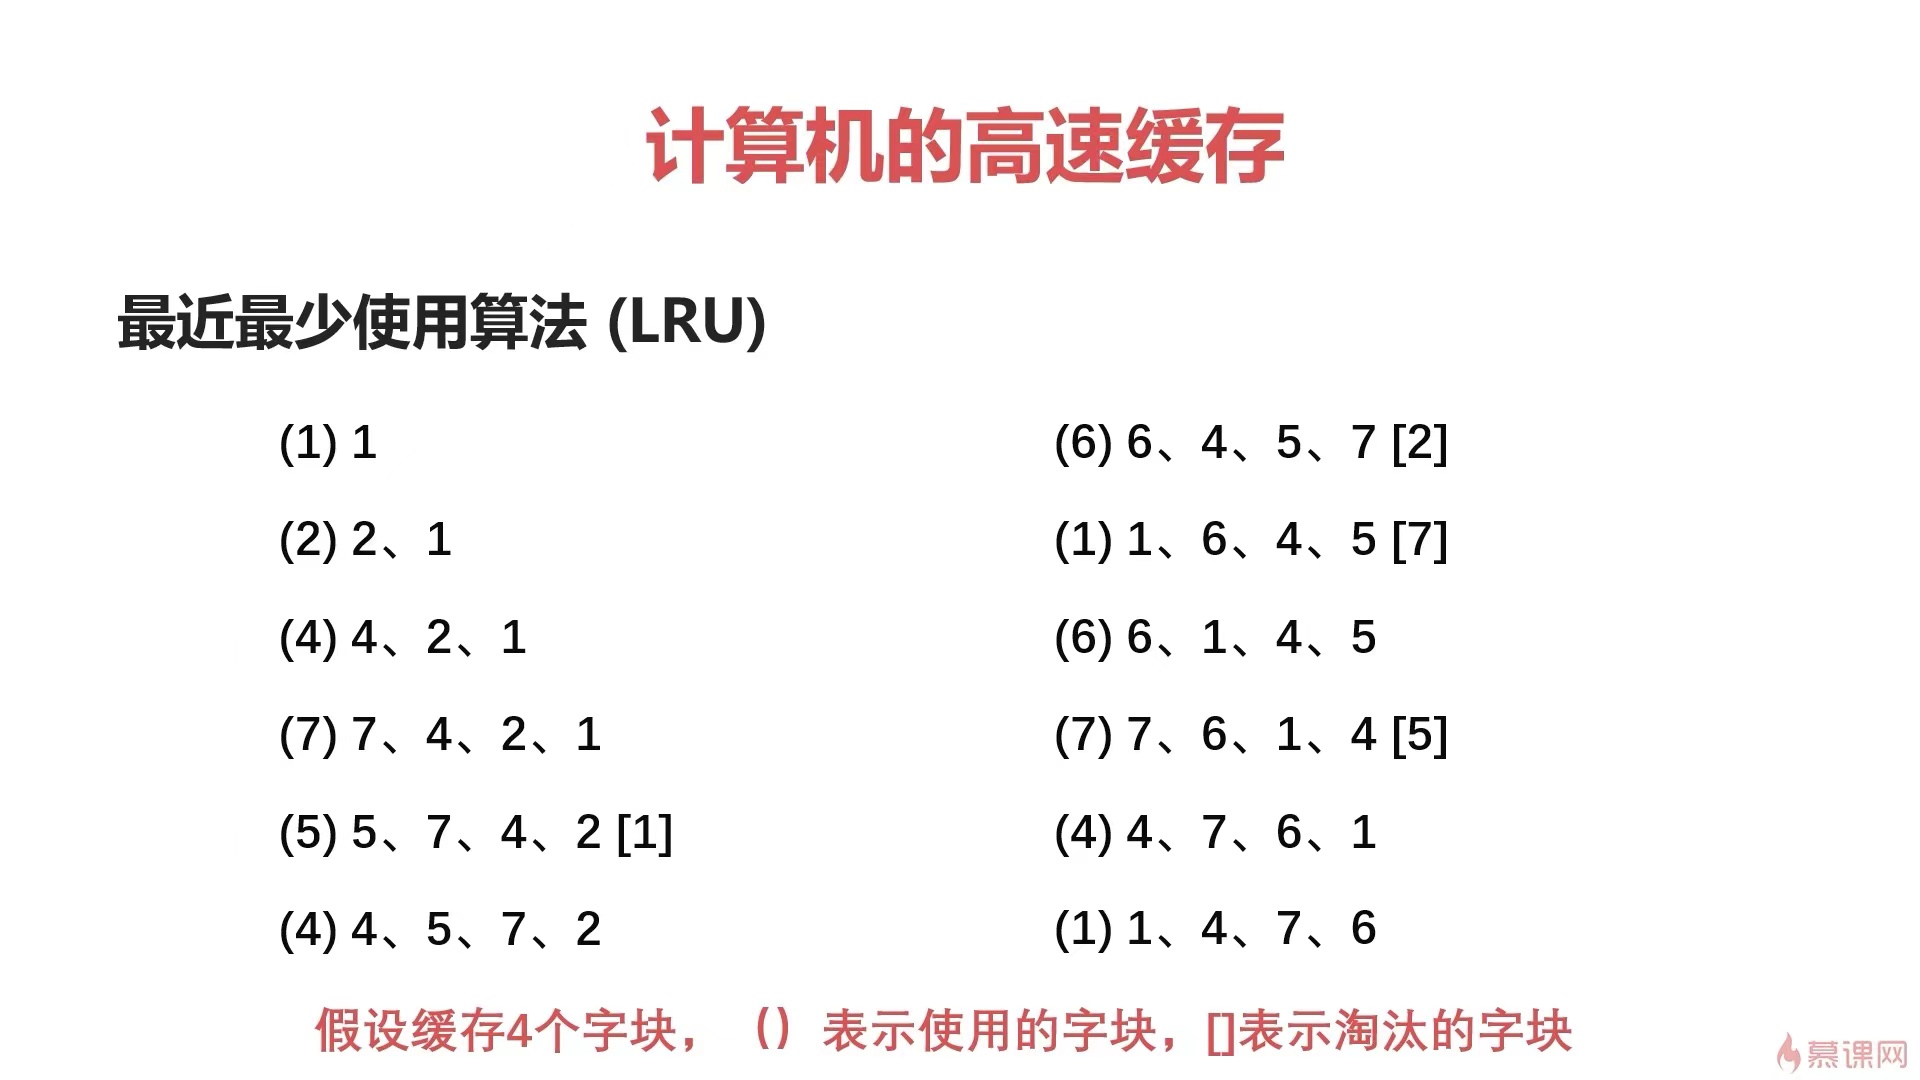 计算机的高速缓存
最近最少使用算法 (LRU)
(1) 1
(2) 2、1
(4) 4、2、1
(7) 7、4、2、1
(5) 5、7、4、2 [1]
(4) 4、5、7、2
(6) 6、4、5、7 [2]
(1) 1、6、4、5 [7]
(6) 6、1、4、5
(7) 7、6、1、4 [5]
(4) 4、7、6、1
(1) 1、4、7、6
假设缓存4个字块，（）表示使用的字块，[]表示淘汰的字块
慕课网